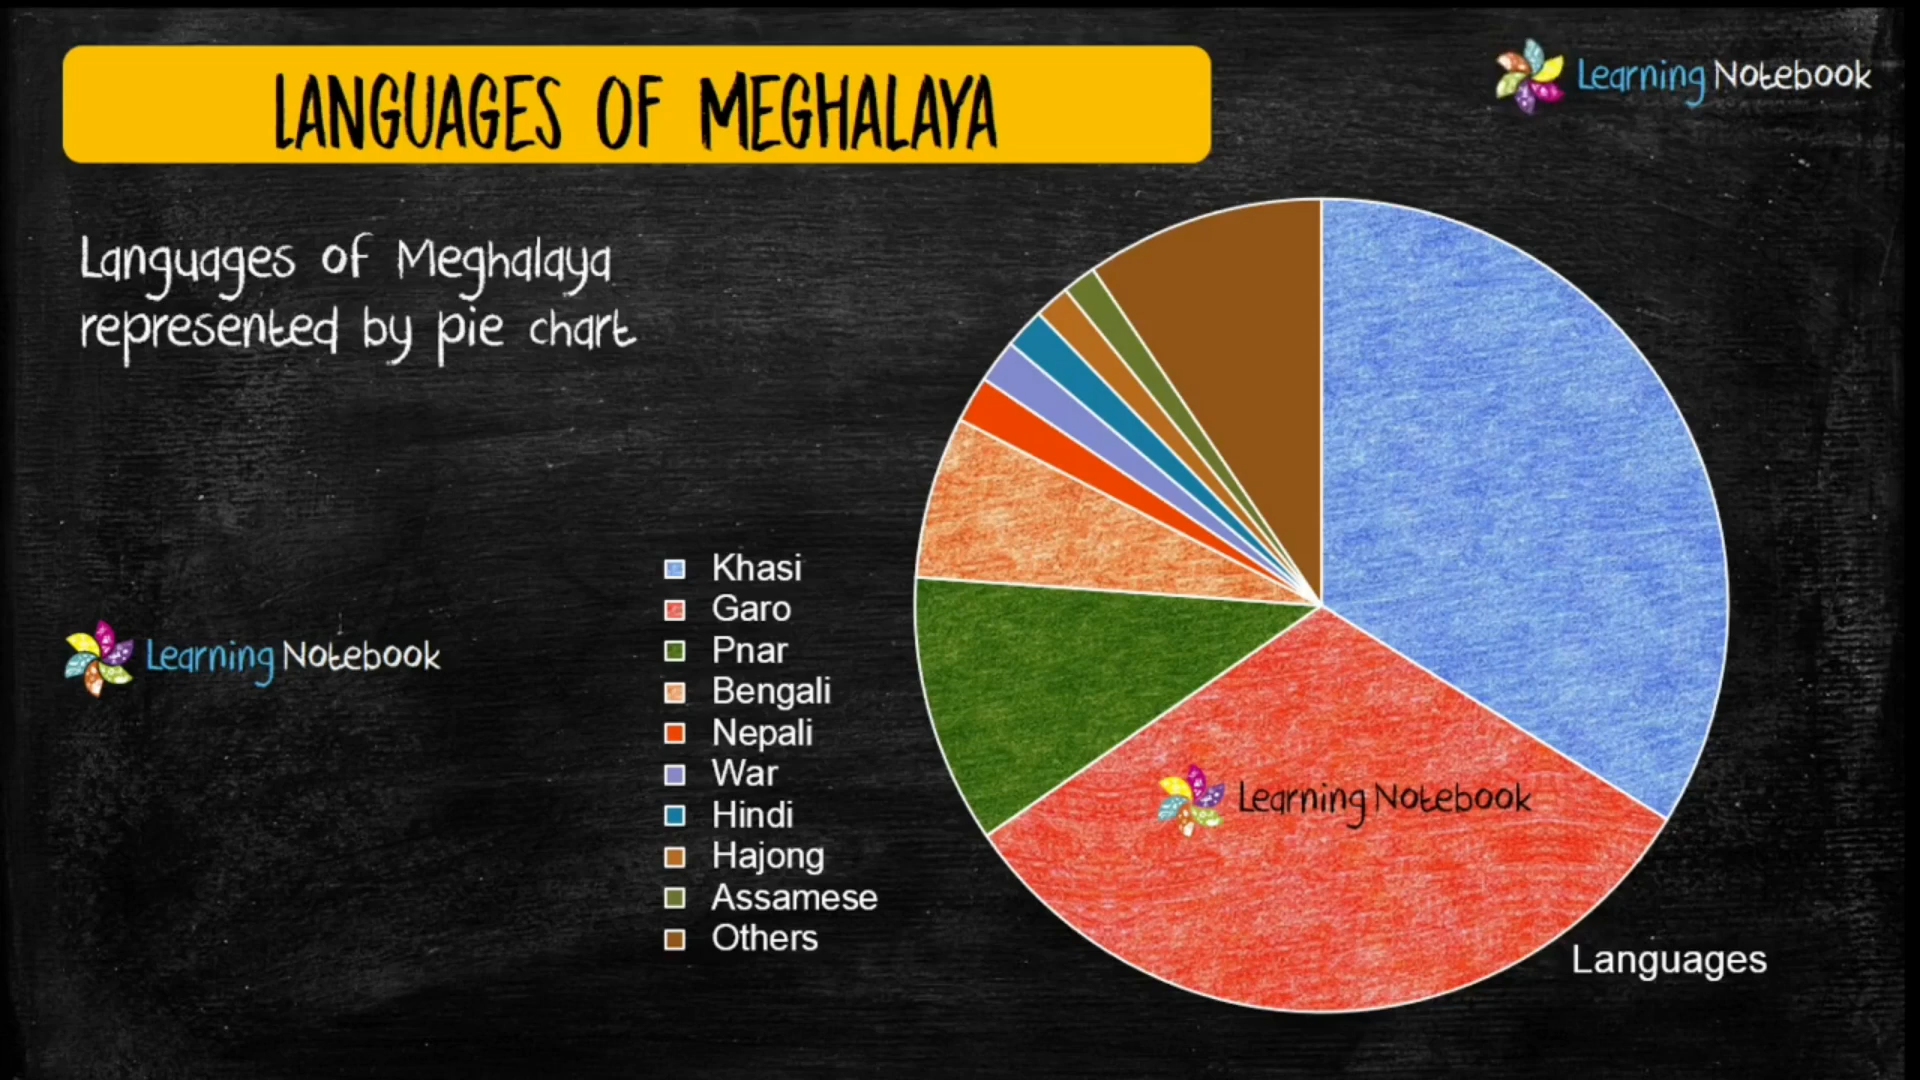 LANGUAGES OF MEGHALAYA
Learning Notebook
Languages of Meghalaya
represented by pie chart
Khasi
Garo
Pnar
Bengali
Nepali
War
Hindi
Hajong
Assamese
Others
Learning Notebook
Learning Notebook
Languages